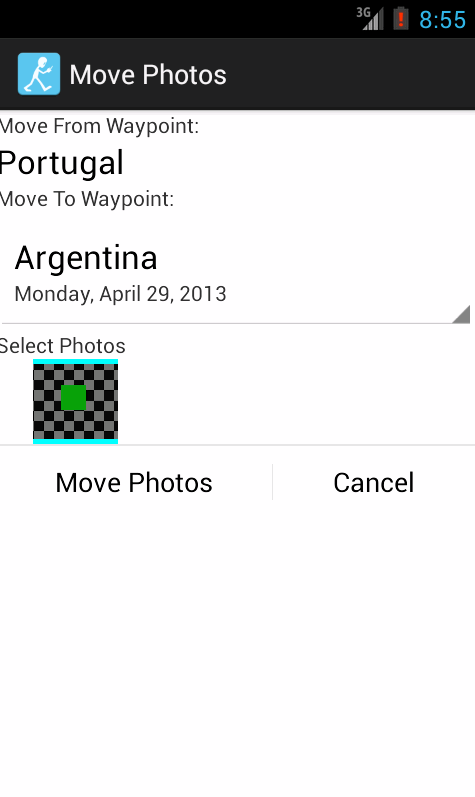 3G
8:55
Move Photos
Move From Waypoint:
Portugal
Move To Waypoint:
Argentina
Monday, April 29, 2013
Select Photos
Move Photos Cancel